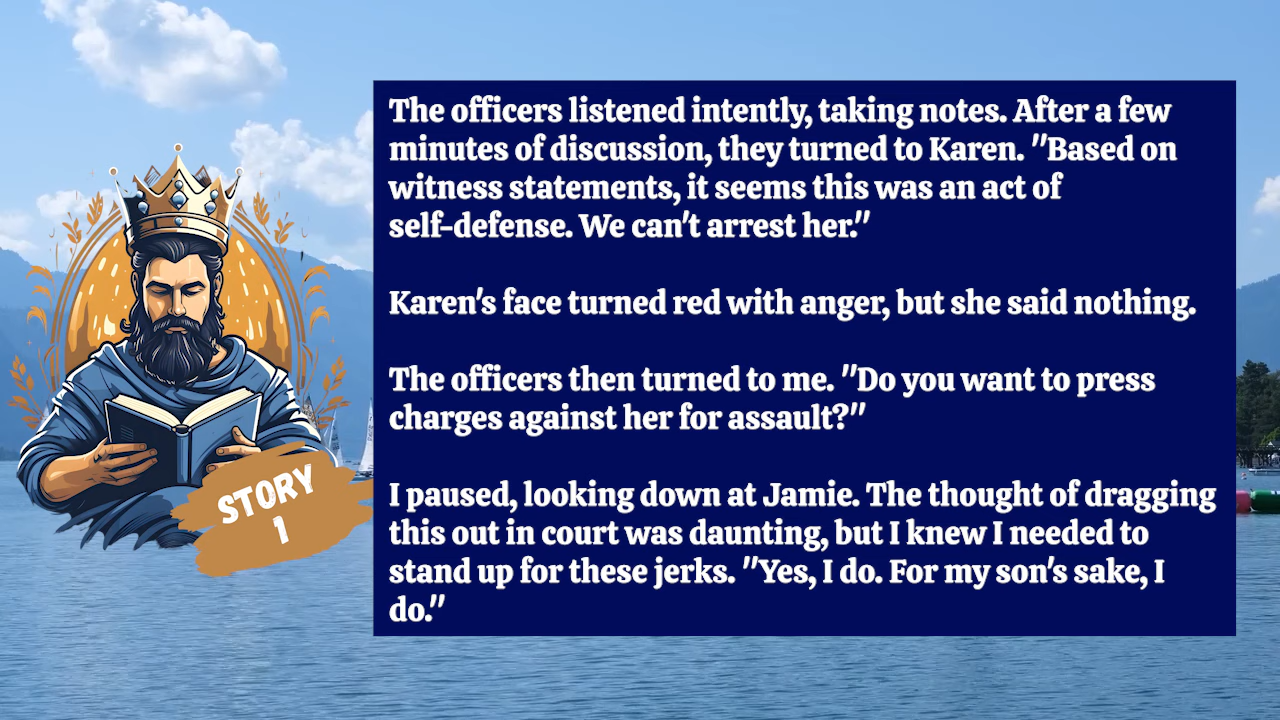 The officers listened intently, taking notes. After a few
minutes of discussion, they turned to Karen. "Based on
witness statements, it seems this was an act of
self-defense. We can't arrest her."
Karen's face turned red with anger, but she said nothing.
The officers then turned to me. "Do you want to press
charges against her for assault?"
I paused, looking down at Jamie. The thought of dragging
this out in court was daunting, but I knew I needed to
stand up for these jerks. "Yes, I do. For my son's sake, I
do."
STORY
1